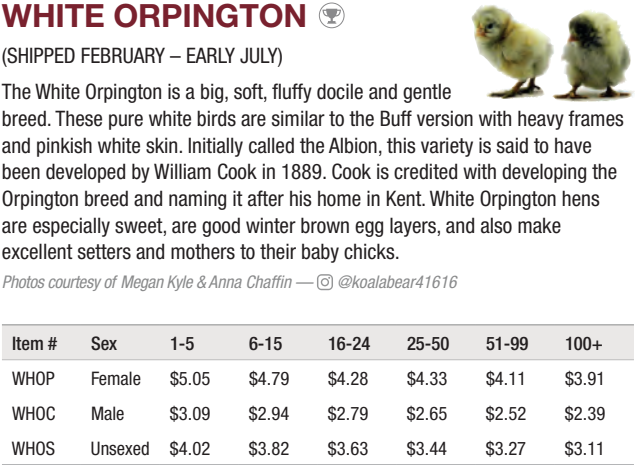 WHITE ORPINGTON
(SHIPPED FEBRUARY – EARLY JULY)
The White Orpington is a big, soft, fluffy docile and gentle
breed. These pure white birds are similar to the Buff version with heavy frames
and pinkish white skin. Initially called the Albion, this variety is said to have
been developed by William Cook in 1889. Cook is credited with developing the
Orpington breed and naming it after his home in Kent. White Orpington hens
are especially sweet, are good winter brown egg layers, and also make
excellent setters and mothers to their baby chicks.
Photos courtesy of Megan Kyle & Anna Chaffin — @koalabear41616
Item # Sex 1-5 6-15 16-24 25-50 51-99 100+
WHOP Female $5.05 $4.79 $4.28 $4.33 $4.11 $3.91
WHOC Male $3.09 $2.94 $2.79 $2.65 $2.52 $2.39
WHOS Unsexed $4.02 $3.82 $3.63 $3.44 $3.27 $3.11